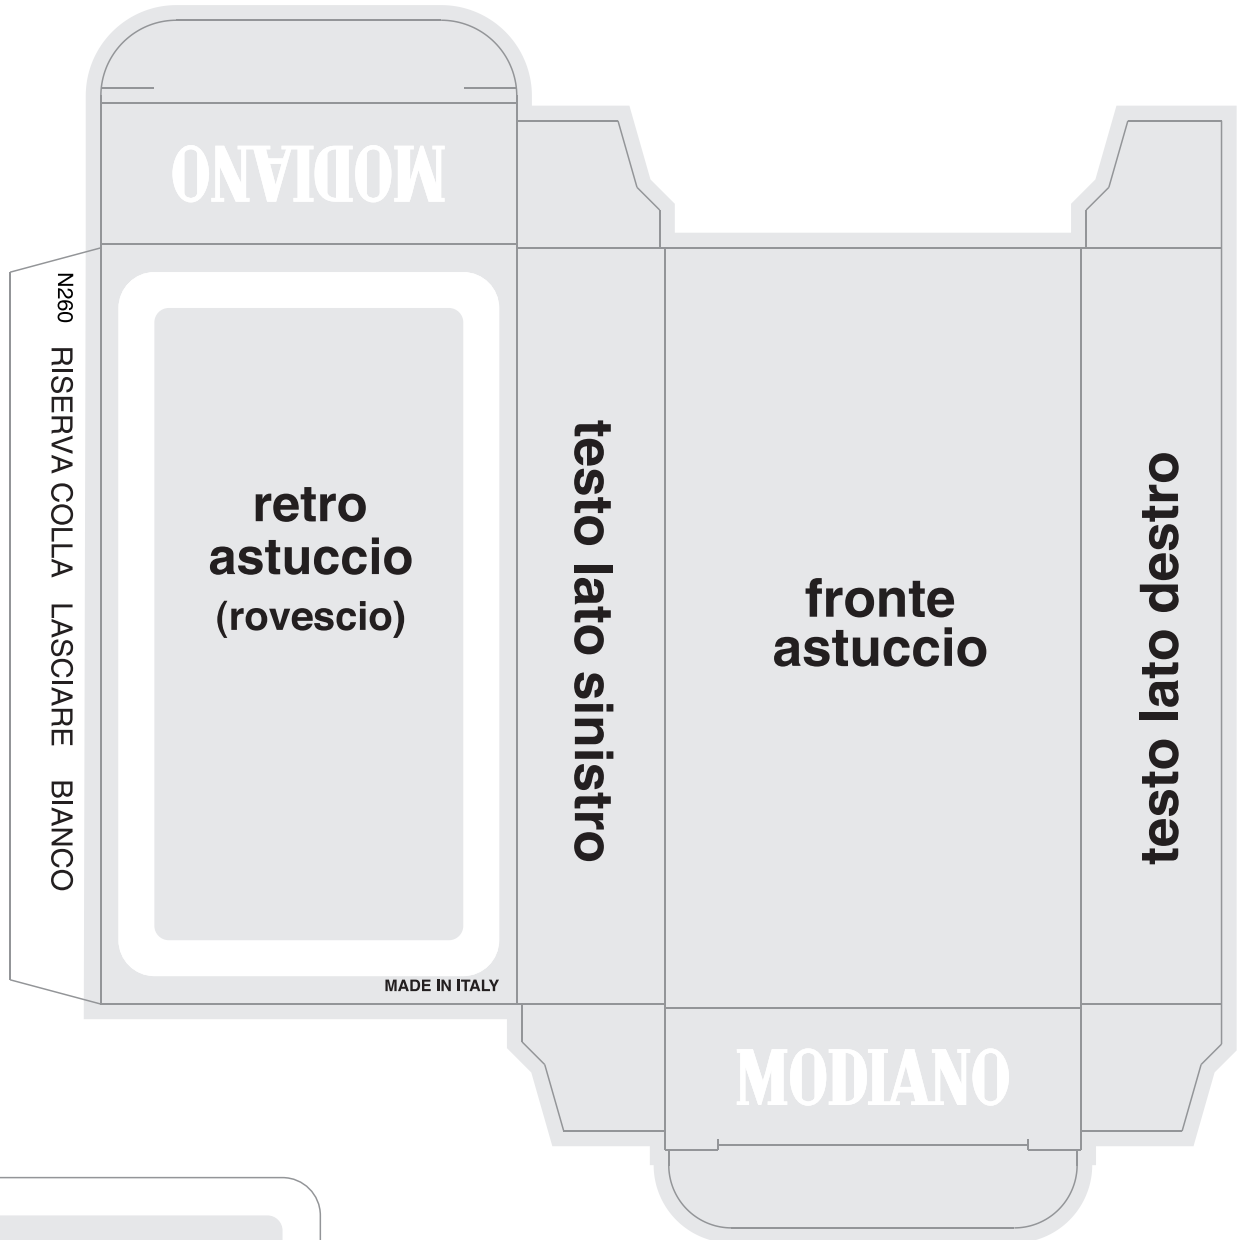 MODIANO
N260 RISERVA COLLA LASCIARE BIANCO
retro
astuccio
(rovescio)
MADE IN ITALY
testo lato sinistro
fronte
astuccio
testo lato destro
MODIANO